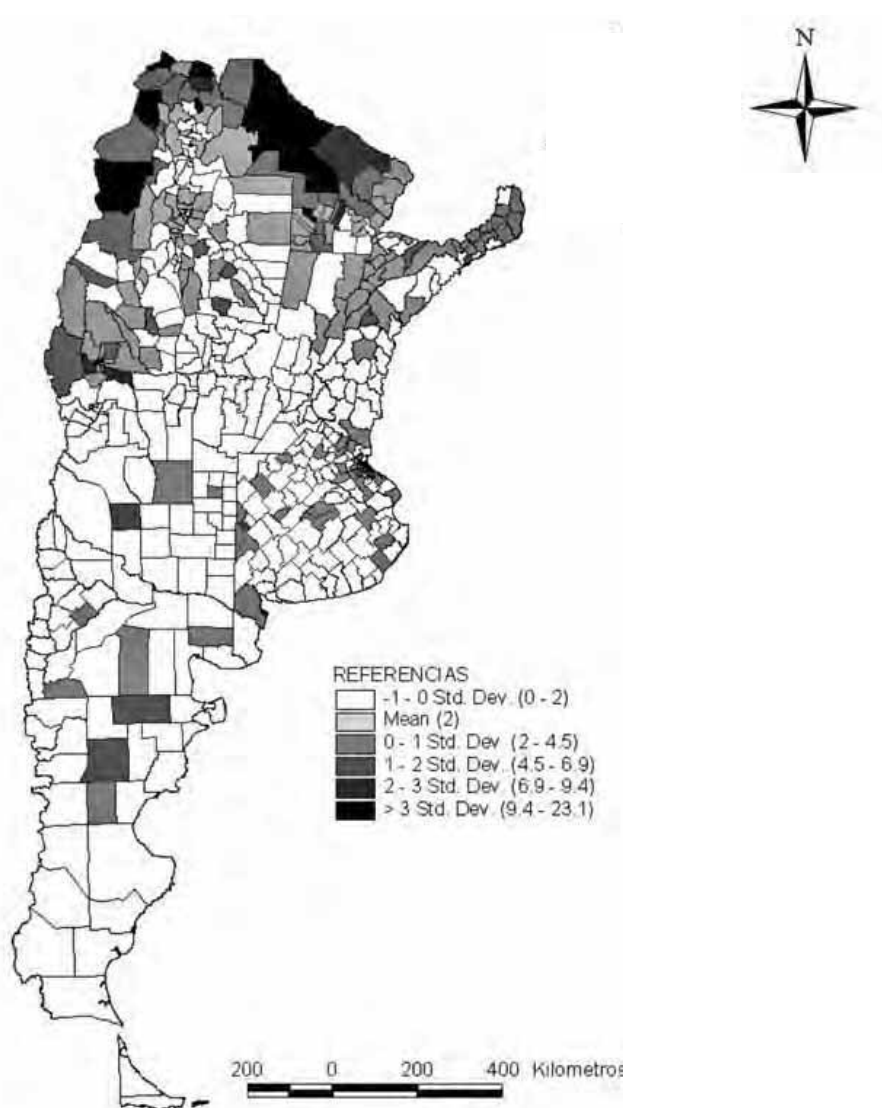 N
REFERENCIAS
-1 - 0 Std. Dev. (0 - 2)
Mean (2)
0 - 1 Std. Dev (2 - 4.5)
1 - 2 Std. Dev. (4.5 - 6.9)
2 - 3 Std. Dev (6.9 - 9.4)
> 3 Std. Dev. (9.4 - 23.1)
200 0 200 400 Kilometros